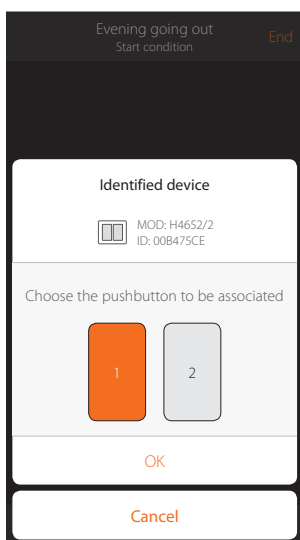 Evening going out
Start condition
End
Identified device
MOD: H4652/2
ID: 00B475CE
Choose the pushbutton to be associated
1
2
OK
Cancel